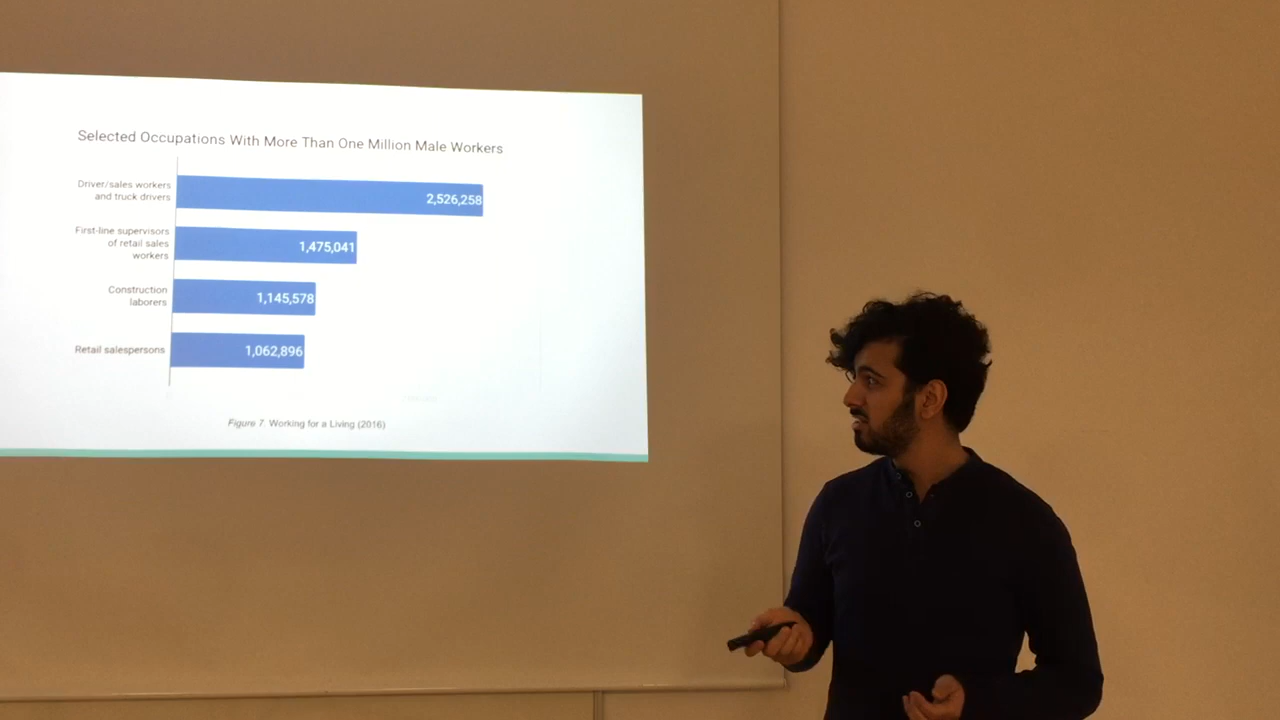 Selected Occupations With More Than One Million Male Workers
Driver/sales workers
and truck drivers
2,526,258
First-line supervisors
of retail sales
workers
1,475,041
Construction
laborers
1,145,578
Retail salespersons
1,062,896
Figure 7. Working for a Living (2016)